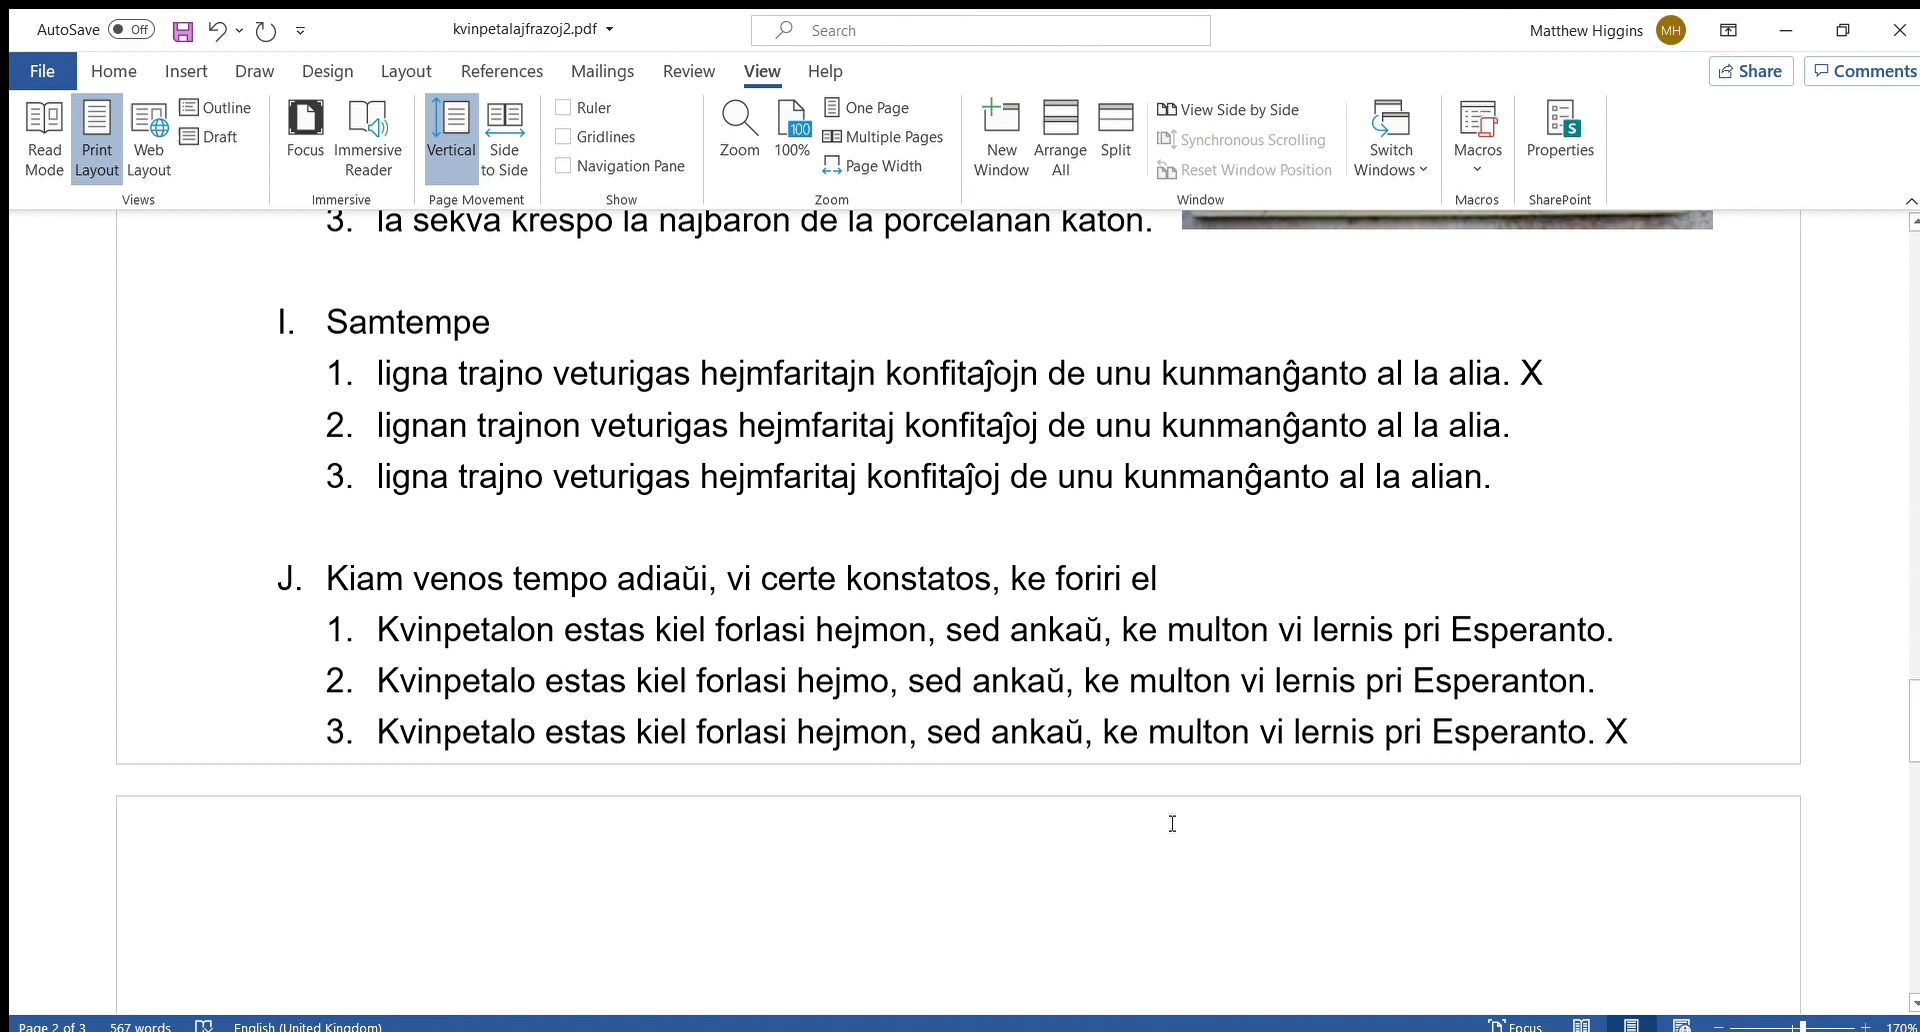 AutoSave Off kvinpetalajfrazoj2.pdf Search Matthew Higgins MH
File Home Insert Draw Design Layout References Mailings Review View Help Share Comments
Read Mode
Print Layout
Web Layout
Outline
Draft
Views
Focus
Immersive Reader
Immersive
Vertical
Side to Side
Page Movement
Ruler
Gridlines
Navigation Pane
Show
Zoom
100
100%
One Page
Multiple Pages
Page Width
Zoom
New Window
Arrange All
Split
View Side by Side
Synchronous Scrolling
Reset Window Position
Window
Switch Windows
Macros
Macros
S
Properties
SharePoint
3. la sekva krespo la najbaron de la porcelanan katon.
I. Samtempe
1. ligna trajno veturigas hejmfaritajn konfitaĵojn de unu kunmanĝanto al la alia. X
2. lignan trajnon veturigas hejmfaritaj konfitaĵoj de unu kunmanĝanto al la alia.
3. ligna trajno veturigas hejmfaritaj konfitaĵoj de unu kunmanĝanto al la alian.
J. Kiam venos tempo adiaŭi, vi certe konstatos, ke foriri el
1. Kvinpetalon estas kiel forlasi hejmon, sed ankaŭ, ke multon vi lernis pri Esperanto.
2. Kvinpetalo estas kiel forlasi hejmo, sed ankaŭ, ke multon vi lernis pri Esperanton.
3. Kvinpetalo estas kiel forlasi hejmon, sed ankaŭ, ke multon vi lernis pri Esperanto. X
Page 2 of 3 567 words English (United Kingdom) Focus 170%